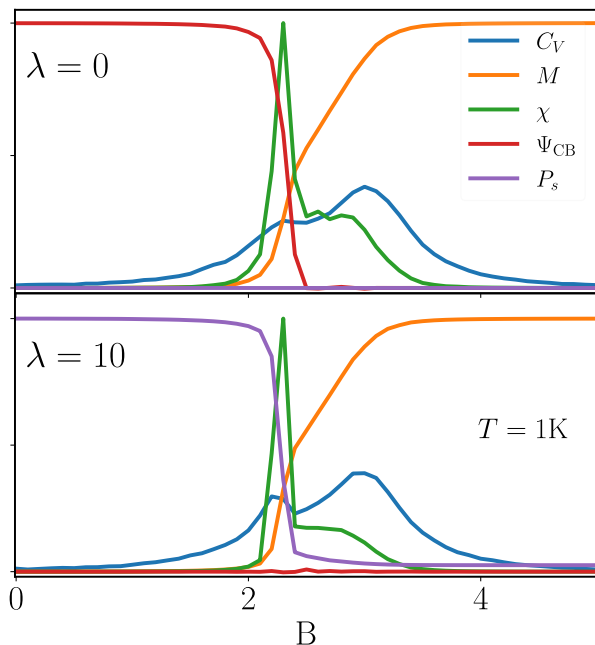 λ = 0
C_V
M
χ
Ψ_CB
P_s
λ = 10
T = 1K
0
2
4
B